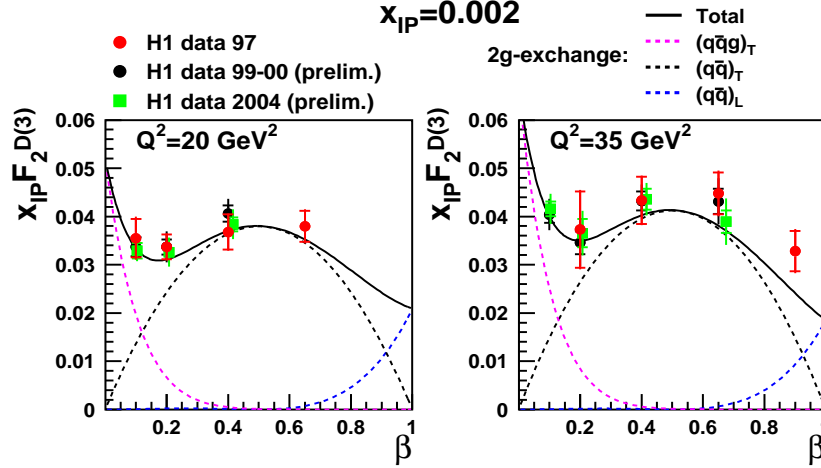 x_IP=0.002
H1 data 97
H1 data 99-00 (prelim.)
H1 data 2004 (prelim.)
2g-exchange:
Total
(qq̄g)_T
(qq̄)_T
(qq̄)_L
x_IP F_2^D(3)
Q²=20 GeV²
0.06
0.05
0.04
0.03
0.02
0.01
0
0.2 0.4 0.6 0.8 1
β
x_IP F_2^D(3)
Q²=35 GeV²
0.06
0.05
0.04
0.03
0.02
0.01
0
0.2 0.4 0.6 0.8 1
β